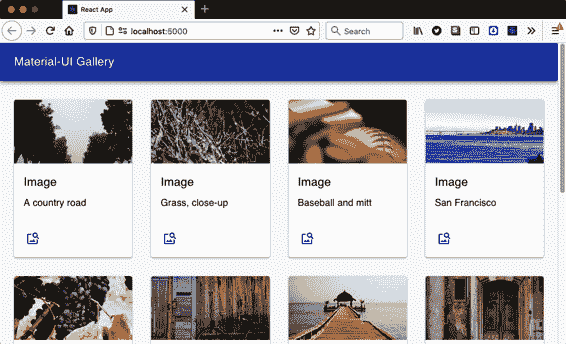 React App
localhost:5000
Search
Material-UI Gallery
Image
A country road
Image
Grass, close-up
Image
Baseball and mitt
Image
San Francisco